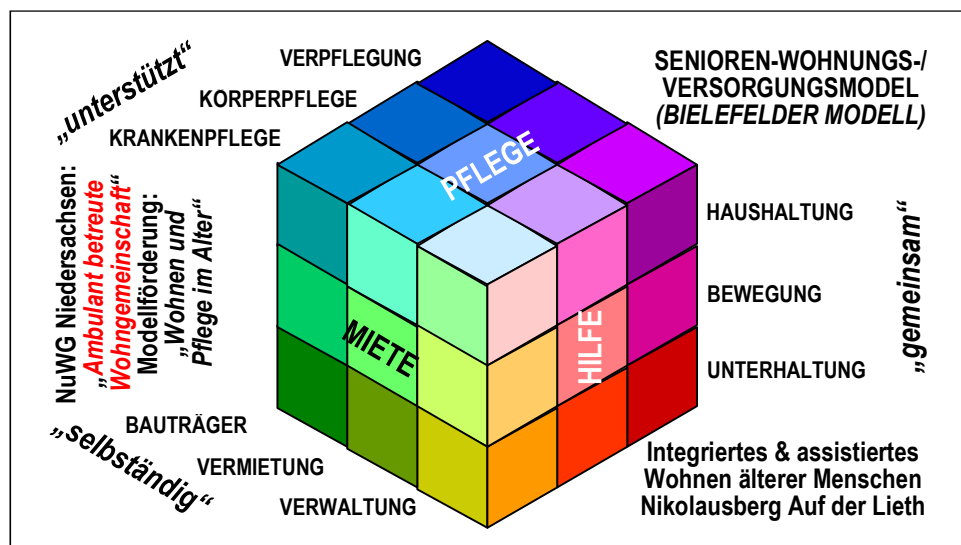 VERPFLEGUNG
KÖRPERPFLEGE
KRANKENPFLEGE
„unterstützt“
SENIOREN-WOHNUNGS-/
VERSORGUNGSMODEL
(BIELEFELDER MODELL)
PFLEGE
MIETE
HILFE
NuWG Niedersachsen:
„Ambulant betreute
Wohngemeinschaft“
Modellförderung:
„Wohnen und
Pflege im Alter“
HAUSHALTUNG
BEWEGUNG
UNTERHALTUNG
„gemeinsam“
„selbständig“
BAUTRÄGER
VERMIETUNG
VERWALTUNG
Integriertes & assistiertes
Wohnen älterer Menschen
Nikolausberg Auf der Lieth